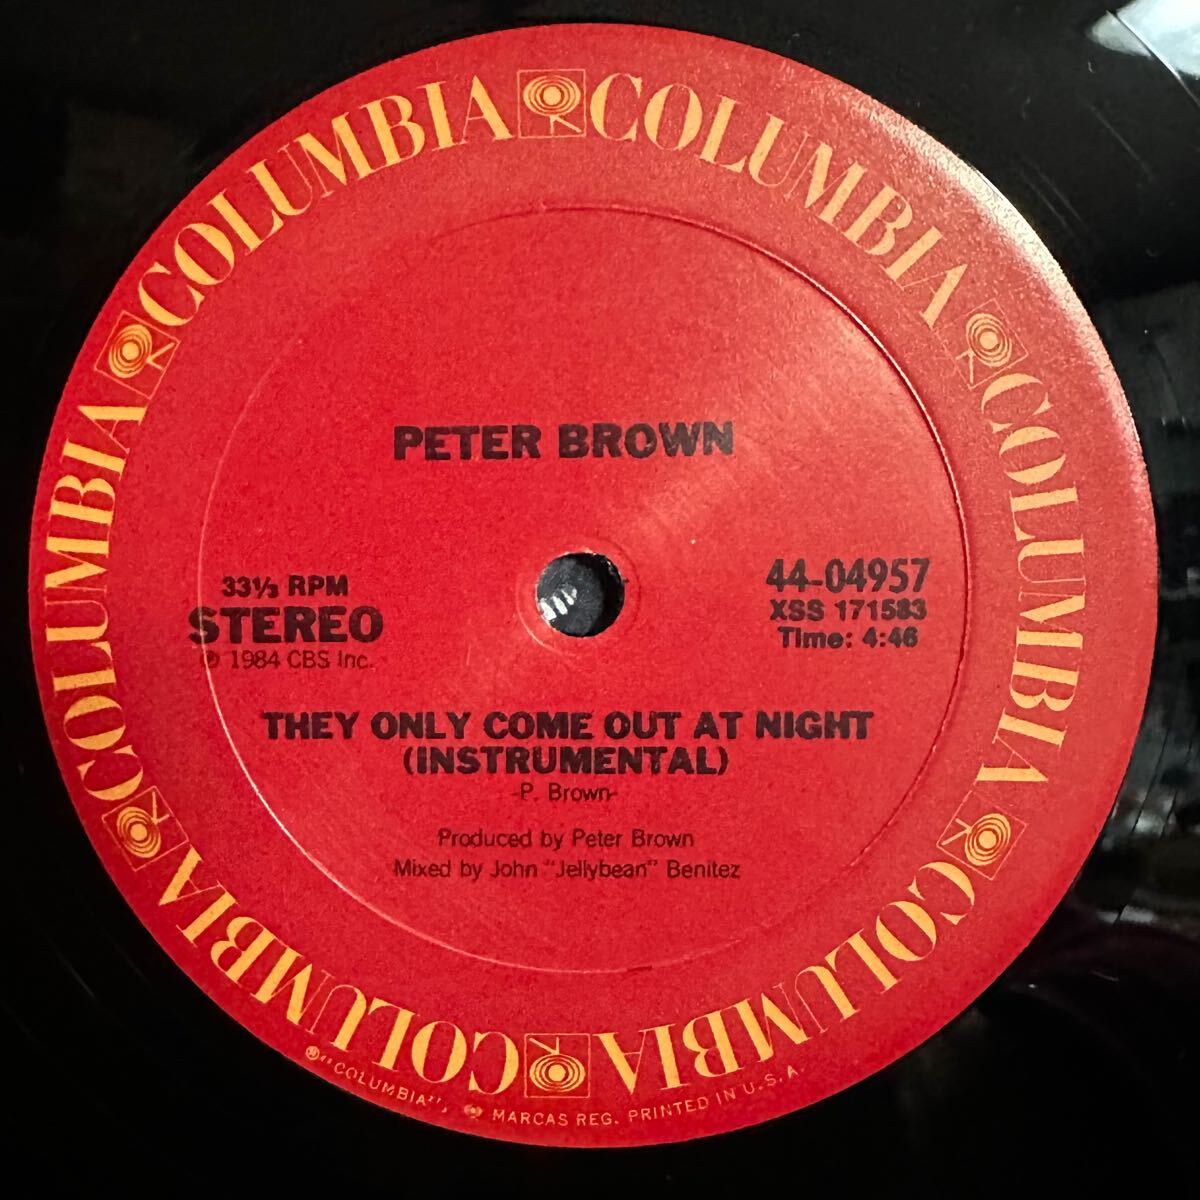 COLUMBIA COLUMBIA COLUMBIA COLUMBIA COLUMBIA COLUMBIA
PETER BROWN
33⅓ RPM
STEREO
℗ 1984 CBS Inc.
44-04957
XSS 171583
Time: 4:46
THEY ONLY COME OUT AT NIGHT
(INSTRUMENTAL)
-P. Brown-
Produced by Peter Brown
Mixed by John "Jellybean" Benitez
® "COLUMBIA", MARCAS REG. PRINTED IN U.S.A.